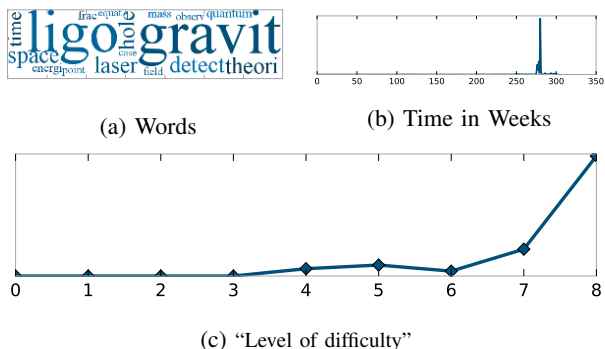 time frac equat hole mass observ quantum
ligo gravit
space case
energi point laser field detect theori
0 50 100 150 200 250 300 350
(a) Words
(b) Time in Weeks
0 1 2 3 4 5 6 7 8
(c) “Level of difficulty”